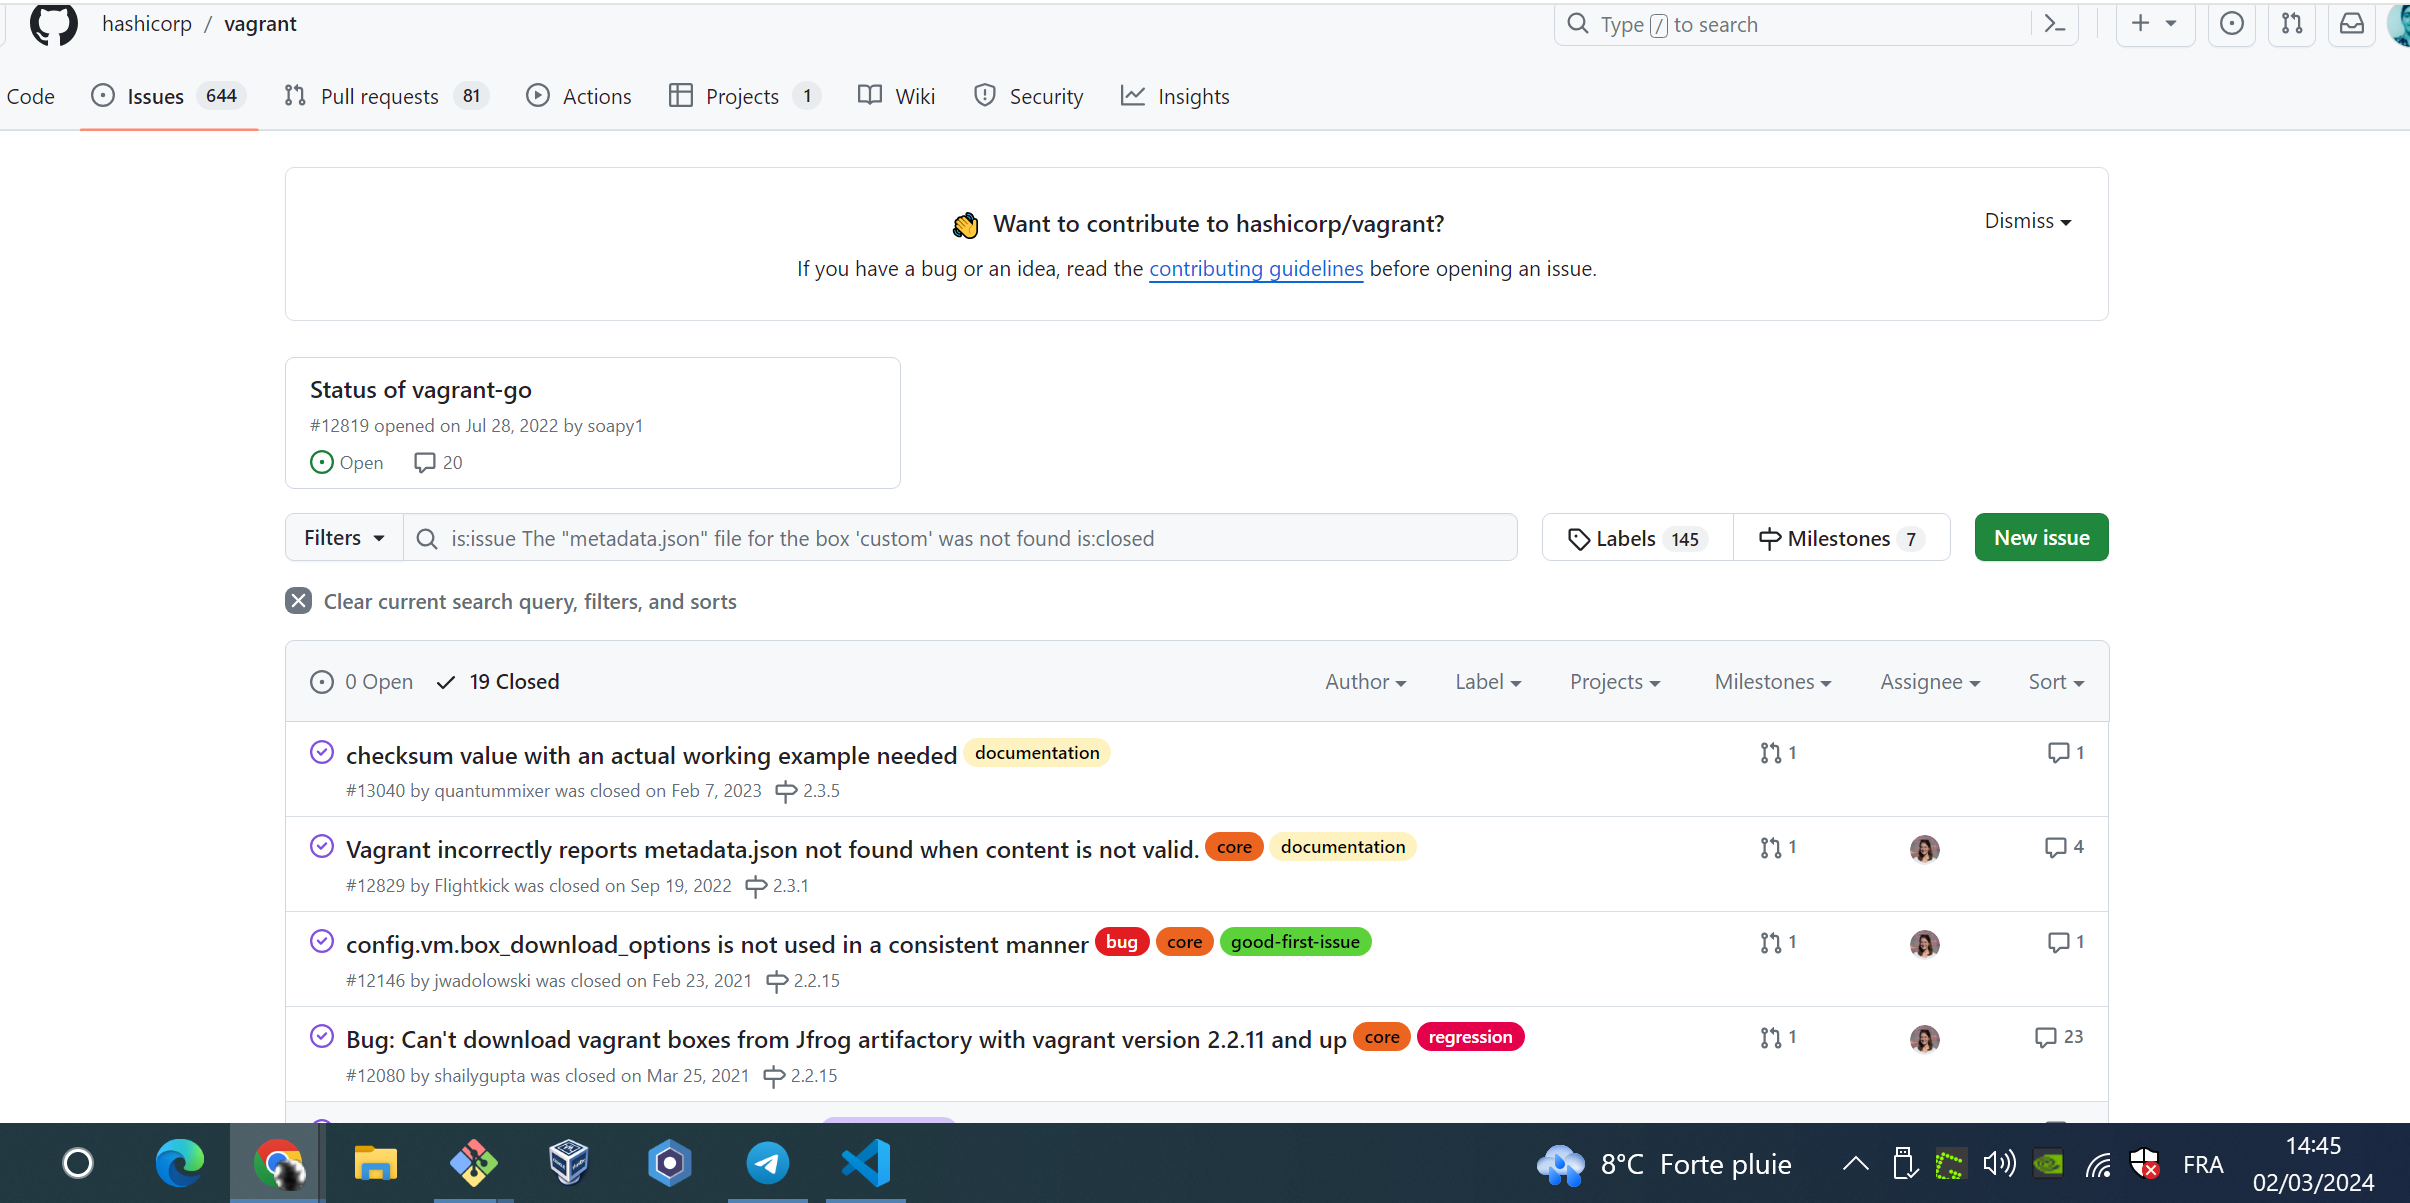 hashicorp / vagrant
Type / to search
Code
Issues 644
Pull requests 81
Actions
Projects 1
Wiki
Security
Insights
Want to contribute to hashicorp/vagrant?
Dismiss
If you have a bug or an idea, read the contributing guidelines before opening an issue.
Status of vagrant-go
#12819 opened on Jul 28, 2022 by soapy1
Open 20
Filters
is:issue The "metadata.json" file for the box 'custom' was not found is:closed
Labels 145
Milestones 7
New issue
Clear current search query, filters, and sorts
0 Open 19 Closed
Author Label Projects Milestones Assignee Sort
checksum value with an actual working example needed documentation 1 1
#13040 by quantummixer was closed on Feb 7, 2023 2.3.5
Vagrant incorrectly reports metadata.json not found when content is not valid. core documentation 1 4
#12829 by Flightkick was closed on Sep 19, 2022 2.3.1
config.vm.box_download_options is not used in a consistent manner bug core good-first-issue 1 1
#12146 by jwadolowski was closed on Feb 23, 2021 2.2.15
Bug: Can't download vagrant boxes from Jfrog artifactory with vagrant version 2.2.11 and up core regression 1 23
#12080 by shailygupta was closed on Mar 25, 2021 2.2.15
8°C Forte pluie
FRA
14:45
02/03/2024